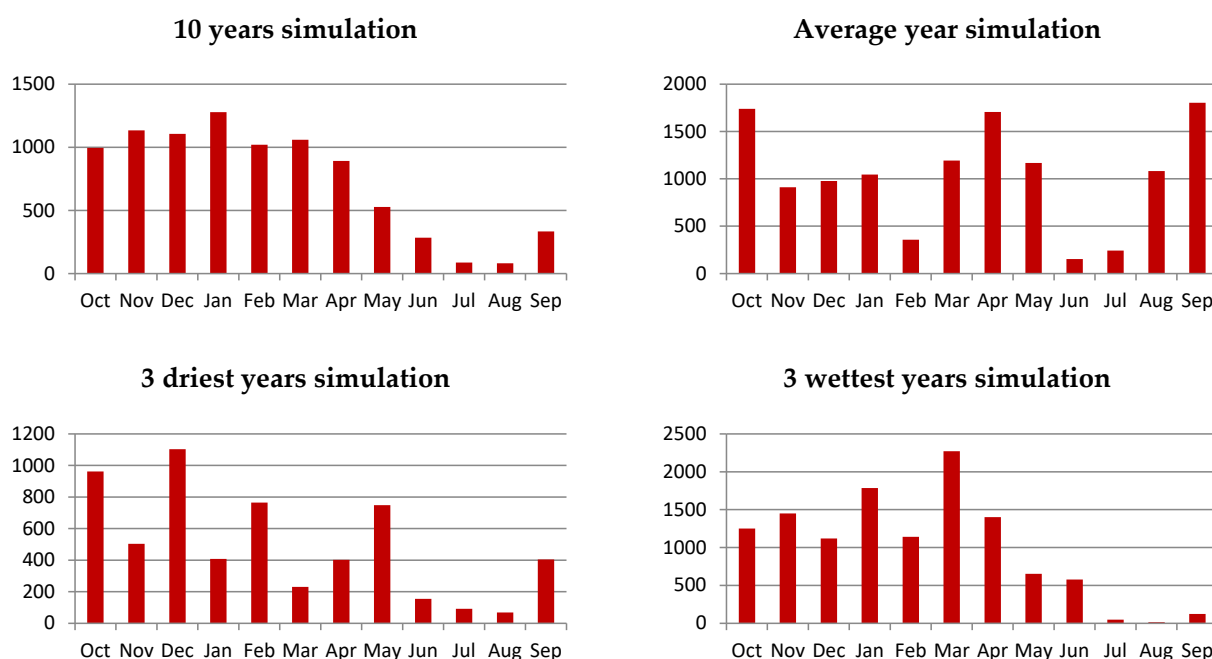 10 years simulation
1500
1000
500
0
Oct Nov Dec Jan Feb Mar Apr May Jun Jul Aug Sep
Average year simulation
2000
1500
1000
500
0
Oct Nov Dec Jan Feb Mar Apr May Jun Jul Aug Sep
3 driest years simulation
1200
1000
800
600
400
200
0
Oct Nov Dec Jan Feb Mar Apr May Jun Jul Aug Sep
3 wettest years simulation
2500
2000
1500
1000
500
0
Oct Nov Dec Jan Feb Mar Apr May Jun Jul Aug Sep